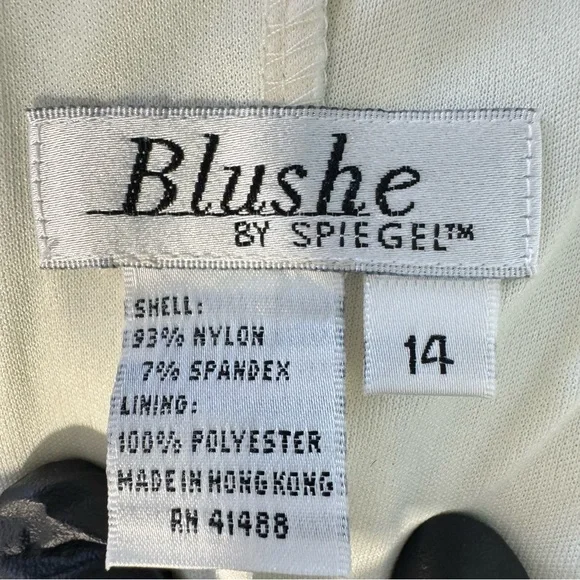 Blushe
BY SPIEGEL™
SHELL:
93% NYLON
7% SPANDEX
LINING:
100% POLYESTER
MADE IN HONG KONG
RN 41488
14